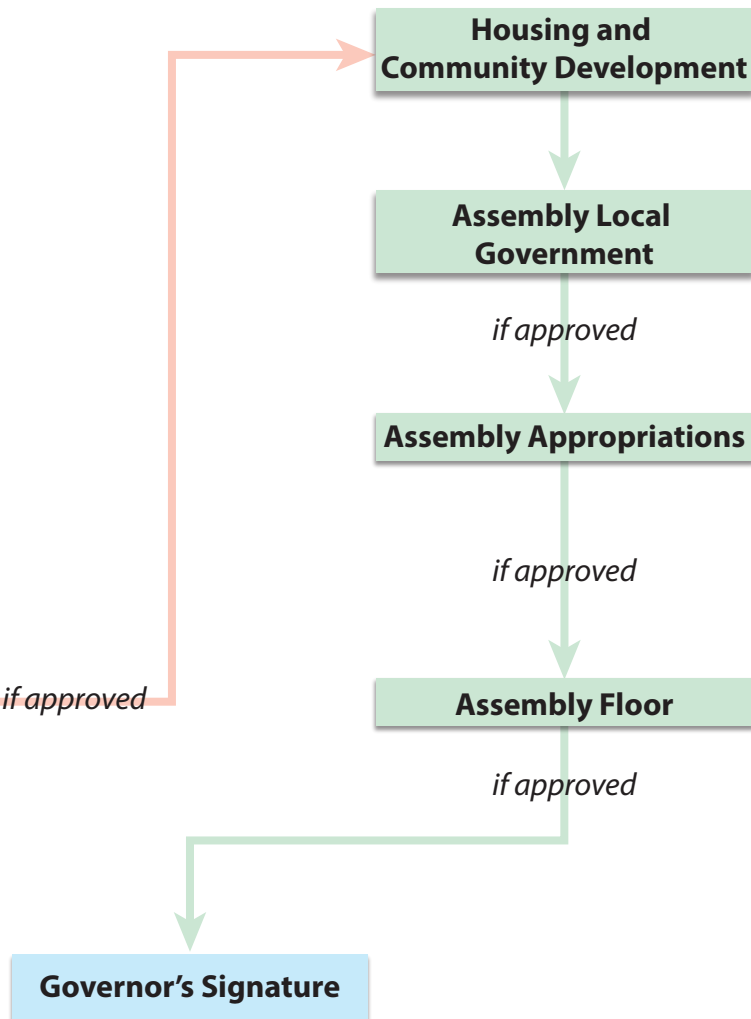 Housing and
Community Development
Assembly Local
Government
if approved
Assembly Appropriations
if approved
if approved
Assembly Floor
if approved
Governor’s Signature